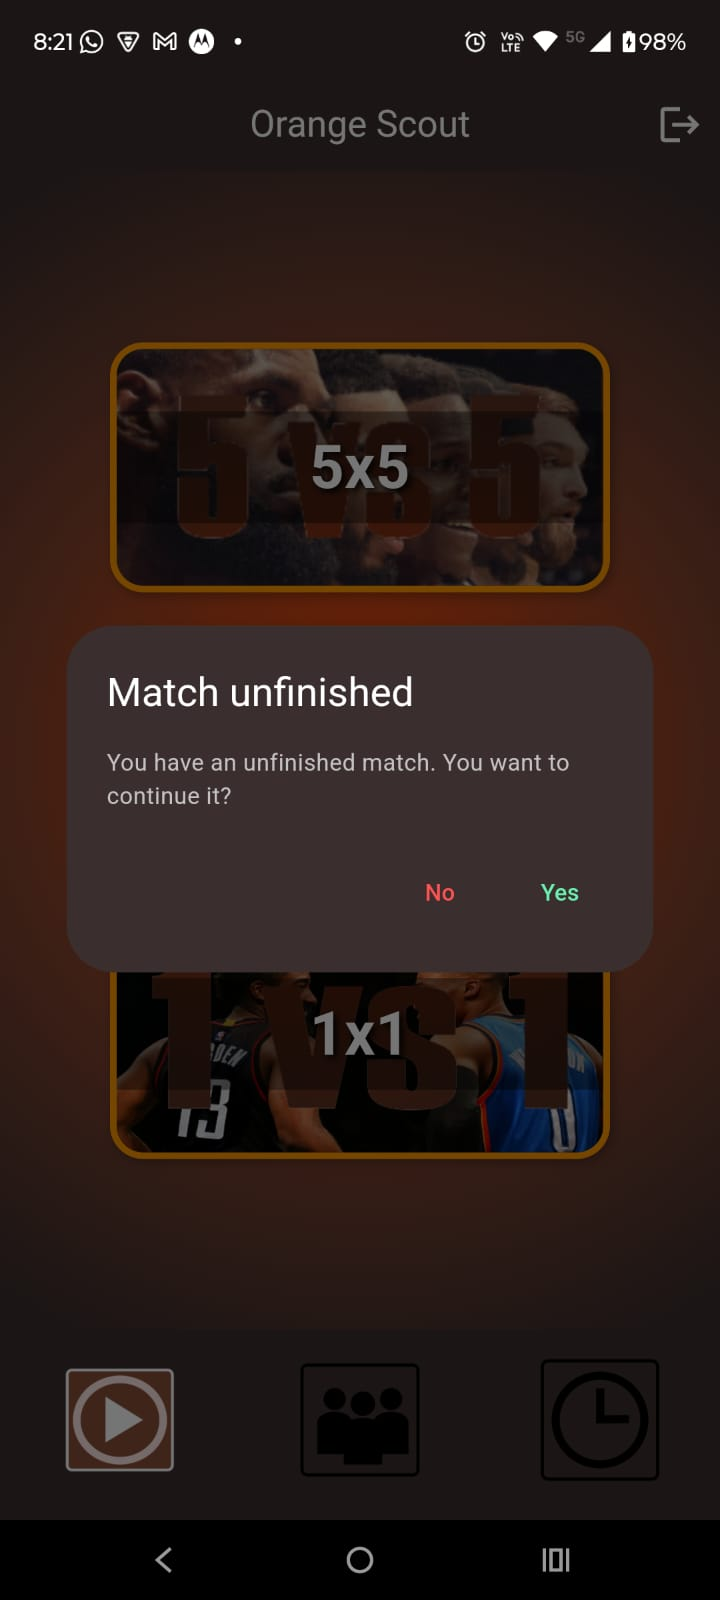 8:21
Vo))
LTE
5G
98%
Orange Scout
5 vs 5
5x5
Match unfinished
You have an unfinished match. You want to
continue it?
No
Yes
1 vs 1
1x1
13
0